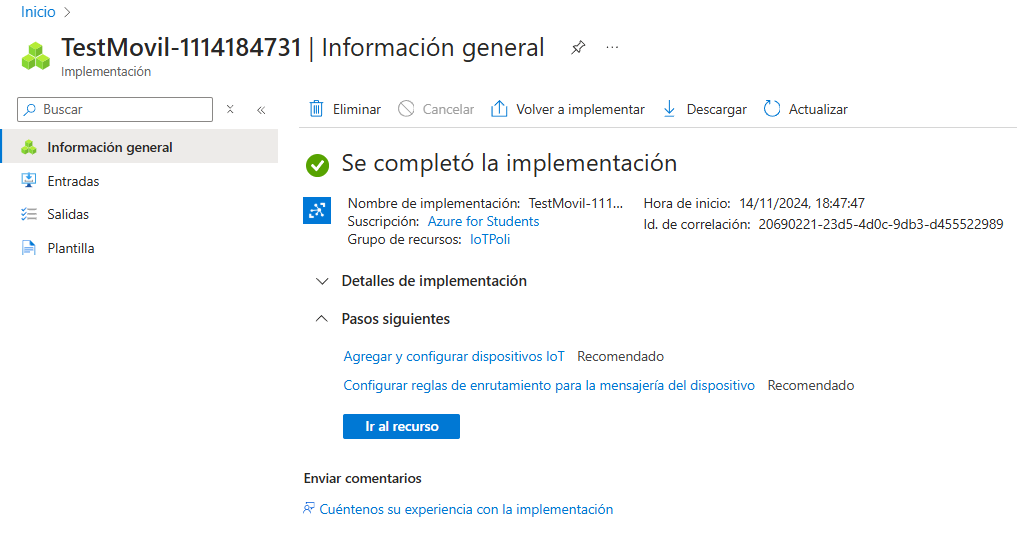 Inicio
TestMovil-1114184731 | Información general
Implementación
Buscar
Eliminar Cancelar Volver a implementar Descargar Actualizar
Información general
Entradas
Salidas
Plantilla
Se completó la implementación
Nombre de implementación: TestMovil-111...
Suscripción: Azure for Students
Grupo de recursos: IoTPoli
Hora de inicio: 14/11/2024, 18:47:47
Id. de correlación: 20690221-23d5-4d0c-9db3-d455522989
Detalles de implementación
Pasos siguientes
Agregar y configurar dispositivos IoT Recomendado
Configurar reglas de enrutamiento para la mensajería del dispositivo Recomendado
Ir al recurso
Enviar comentarios
Cuéntenos su experiencia con la implementación